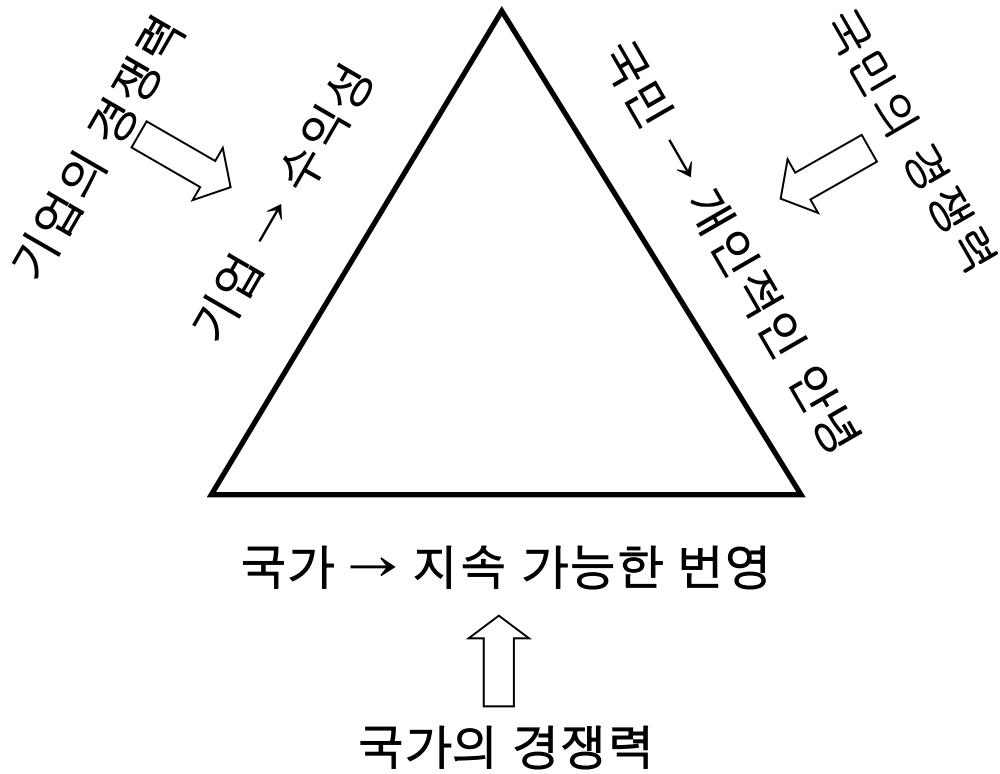 기업의 경쟁력
기업 → 수익성
국민 → 개인적인 안녕
국민의 경쟁력
국가 → 지속 가능한 번영
국가의 경쟁력